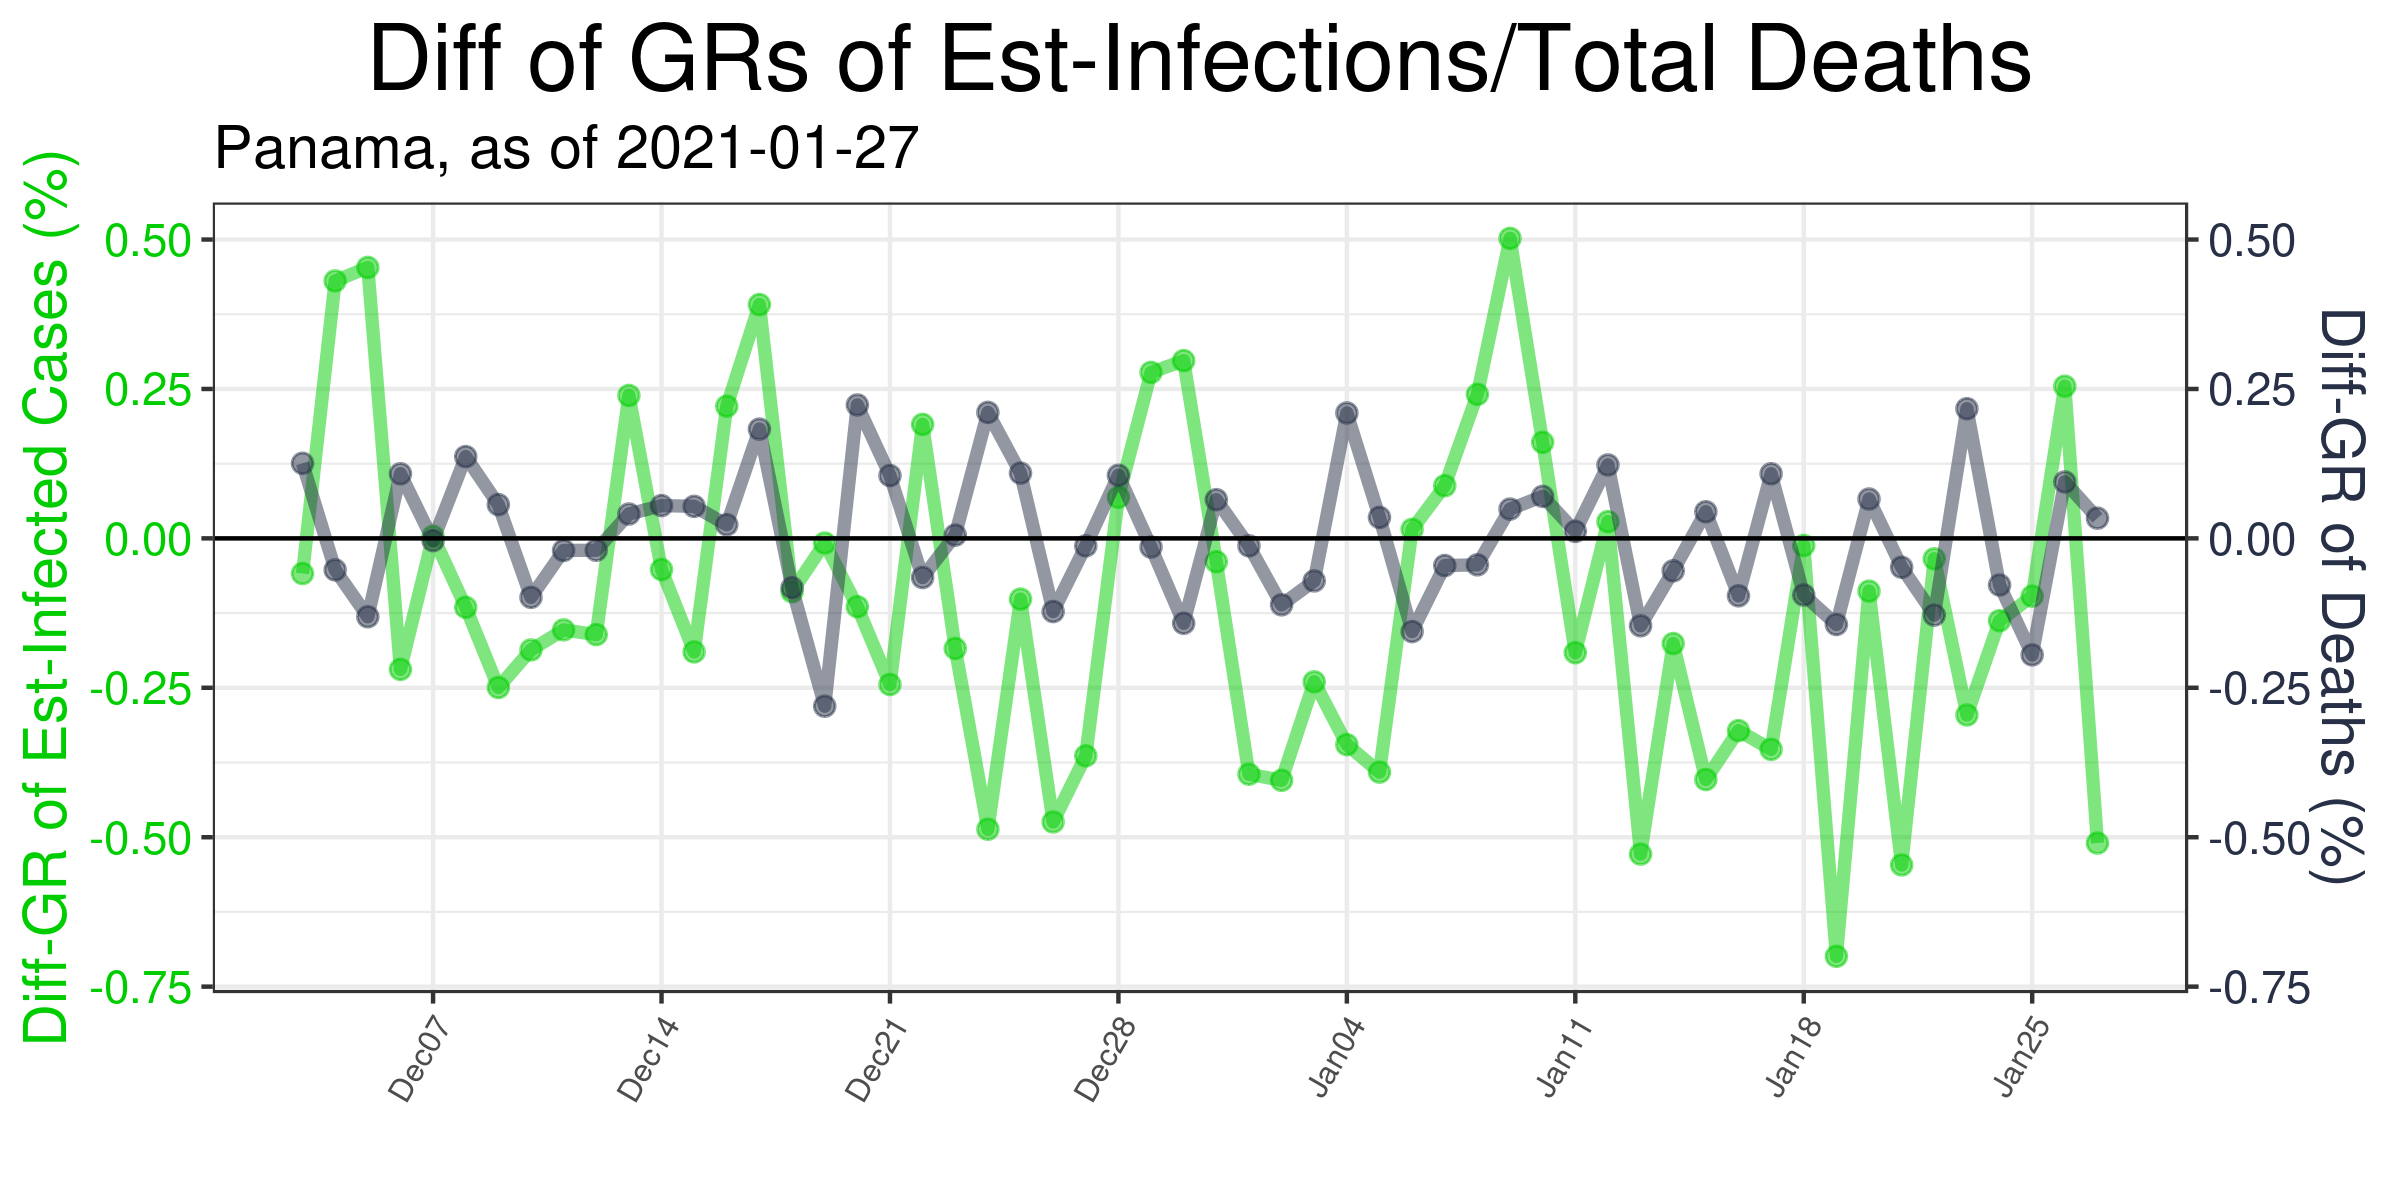 Diff of GRs of Est-Infections/Total Deaths
Panama, as of 2021-01-27
Diff-GR of Est-Infected Cases (%)
0.50
0.25
0.00
-0.25
-0.50
-0.75
0.50
0.25
0.00
-0.25
-0.50
-0.75
Diff-GR of Deaths (%)
Dec07
Dec14
Dec21
Dec28
Jan04
Jan11
Jan18
Jan25